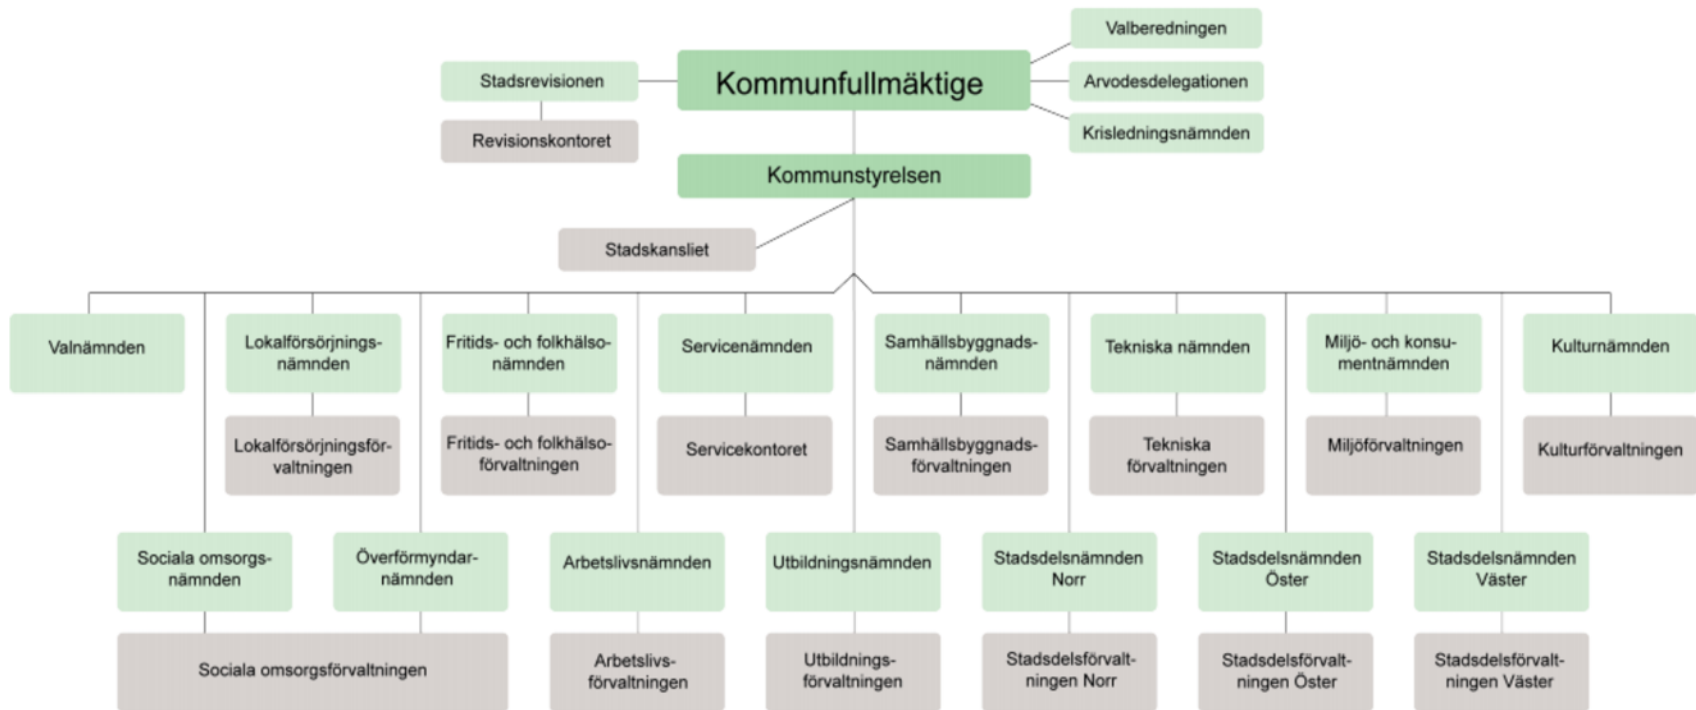 Valberedningen
Kommunfullmäktige
Stadsrevisionen
Arvodesdelegationen
Revisionskontoret
Krisledningsnämnden
Kommunstyrelsen
Stadskansliet
Valnämnden
Lokalförsörjnings-
nämnden
Fritids- och folkhälso-
nämnden
Servicenämnden
Samhällsbyggnads-
nämnden
Tekniska nämnden
Miljö- och konsu-
mentnämnden
Kulturnämnden
Lokalförsörjningsför-
valtningen
Fritids- och folkhälso-
förvaltningen
Servicekontoret
Samhällsbyggnads-
förvaltningen
Tekniska
förvaltningen
Miljöförvaltningen
Kulturförvaltningen
Sociala omsorgs-
nämnden
Överförmyndar-
nämnden
Arbetslivsnämnden
Utbildningsnämnden
Stadsdelsnämnden
Norr
Stadsdelsnämnden
Öster
Stadsdelsnämnden
Väster
Sociala omsorgsförvaltningen
Arbetslivs-
förvaltningen
Utbildnings-
förvaltningen
Stadsdelsförvalt-
ningen Norr
Stadsdelsförvalt-
ningen Öster
Stadsdelsförvalt-
ningen Väster